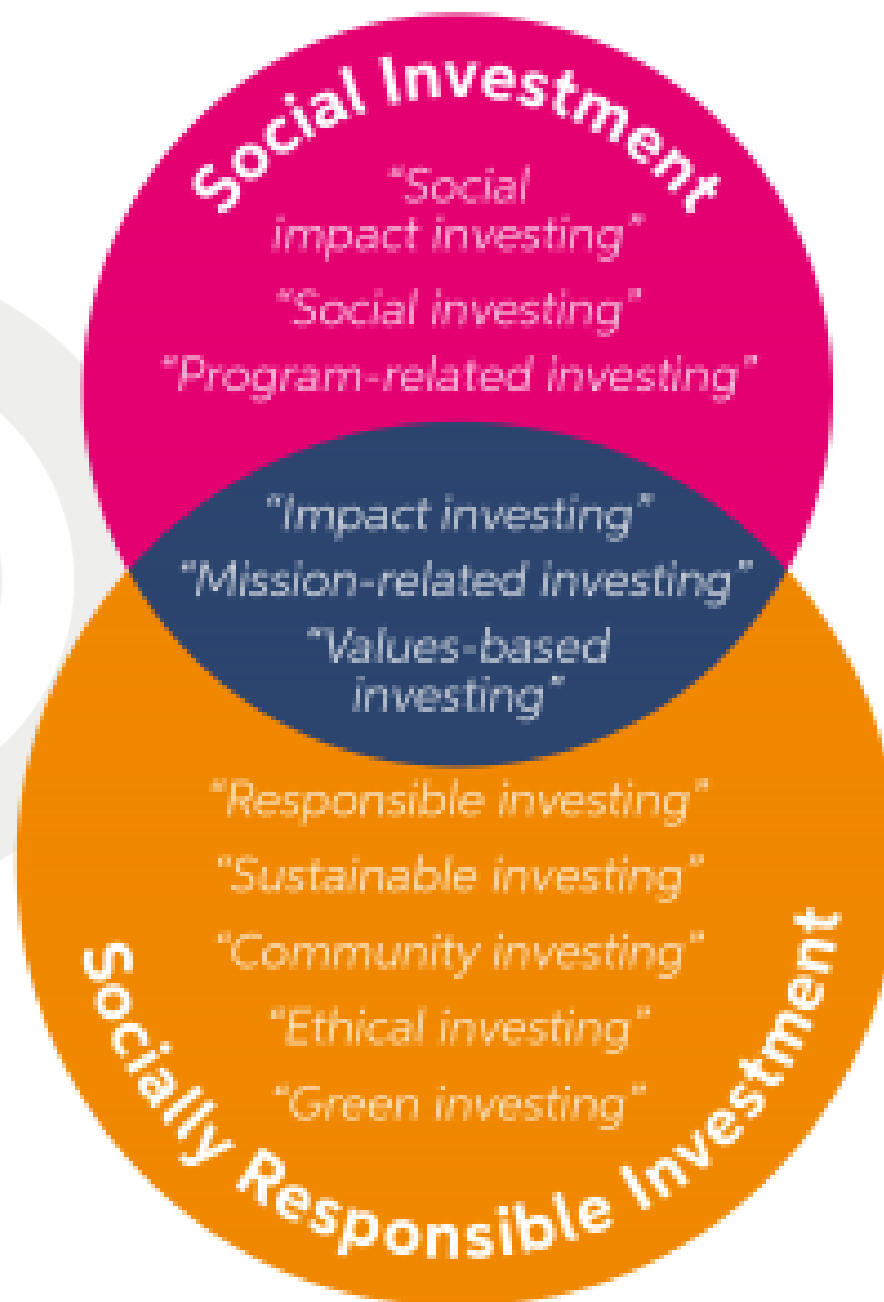 Social Investment
“Social
impact investing”
“Social investing”
“Program-related investing”
“Impact investing”
“Mission-related investing”
“Values-based
investing”
“Responsible investing”
“Sustainable investing”
“Community investing”
“Ethical investing”
“Green investing”
Socially Responsible Investment